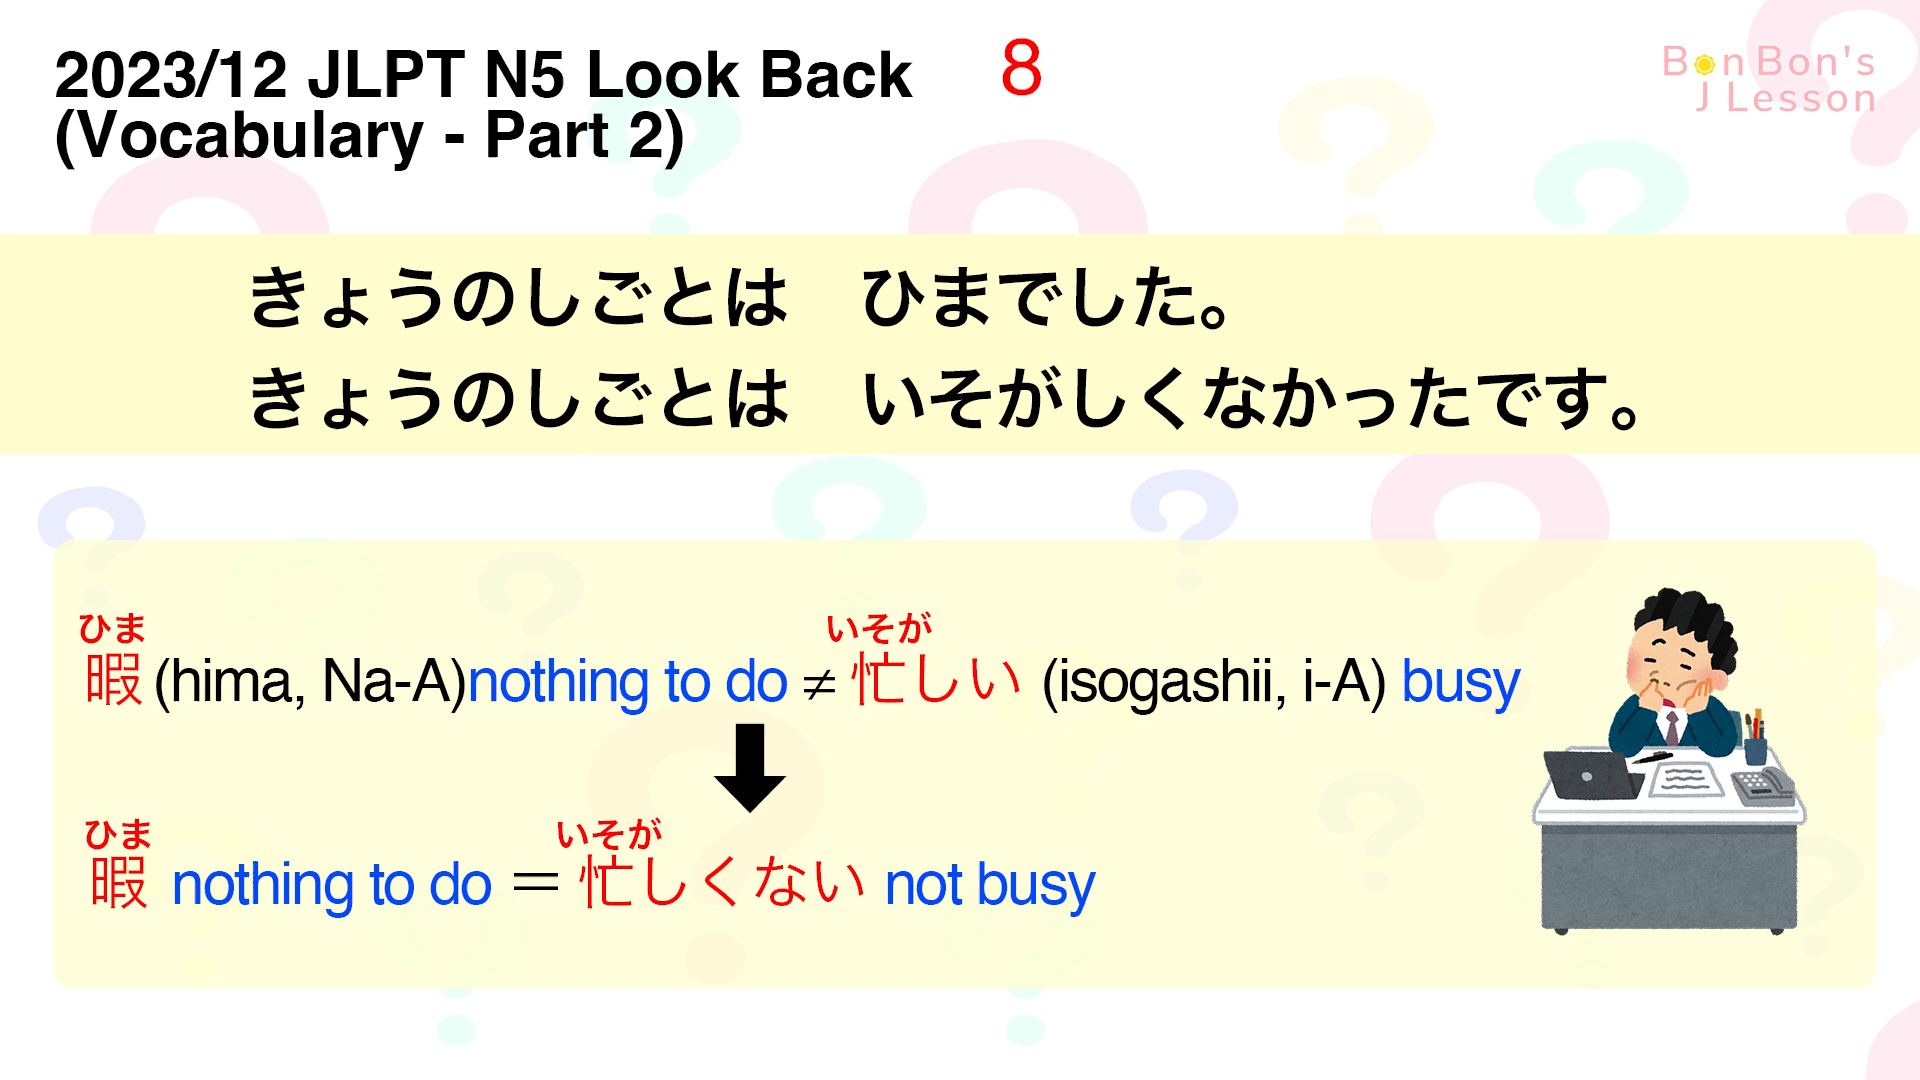 2023/12 JLPT N5 Look Back 8
(Vocabulary - Part 2)
BonBon's
J Lesson
きょうのしごとは　ひまでした。
きょうのしごとは　いそがしくなかったです。
ひま いそが
暇 (hima, Na-A)nothing to do ≠ 忙しい (isogashii, i-A) busy
ひま いそが
暇 nothing to do ＝ 忙しくない not busy